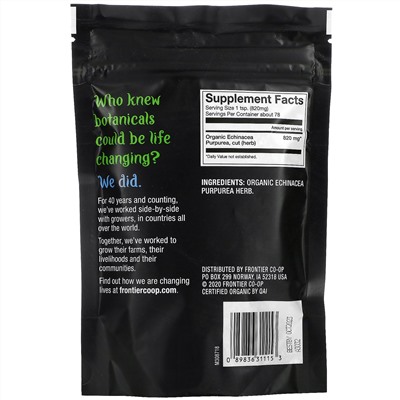 Who knew
botanicals
could be life
changing?
We did.
For 40 years and counting,
we've worked side-by-side
with growers, in countries all
over the world.
Together, we've worked to
grow their farms, their
livelihoods and their
communities.
Find out how we are changing
lives at frontiercoop.com.
Supplement Facts
Serving Size 1 tsp. (820mg)
Servings Per Container about 78
Amount per serving
Organic Echinacea 820 mg*
Purpurea, cut (herb)
*Daily Value not established.
INGREDIENTS: ORGANIC ECHINACEA
PURPUREA HERB.
DISTRIBUTED BY FRONTIER CO-OP
PO BOX 299 NORWAY, IA 52318 USA
© 2020 FRONTIER CO-OP
CERTIFIED ORGANIC BY QAI
0 89836 31115 3